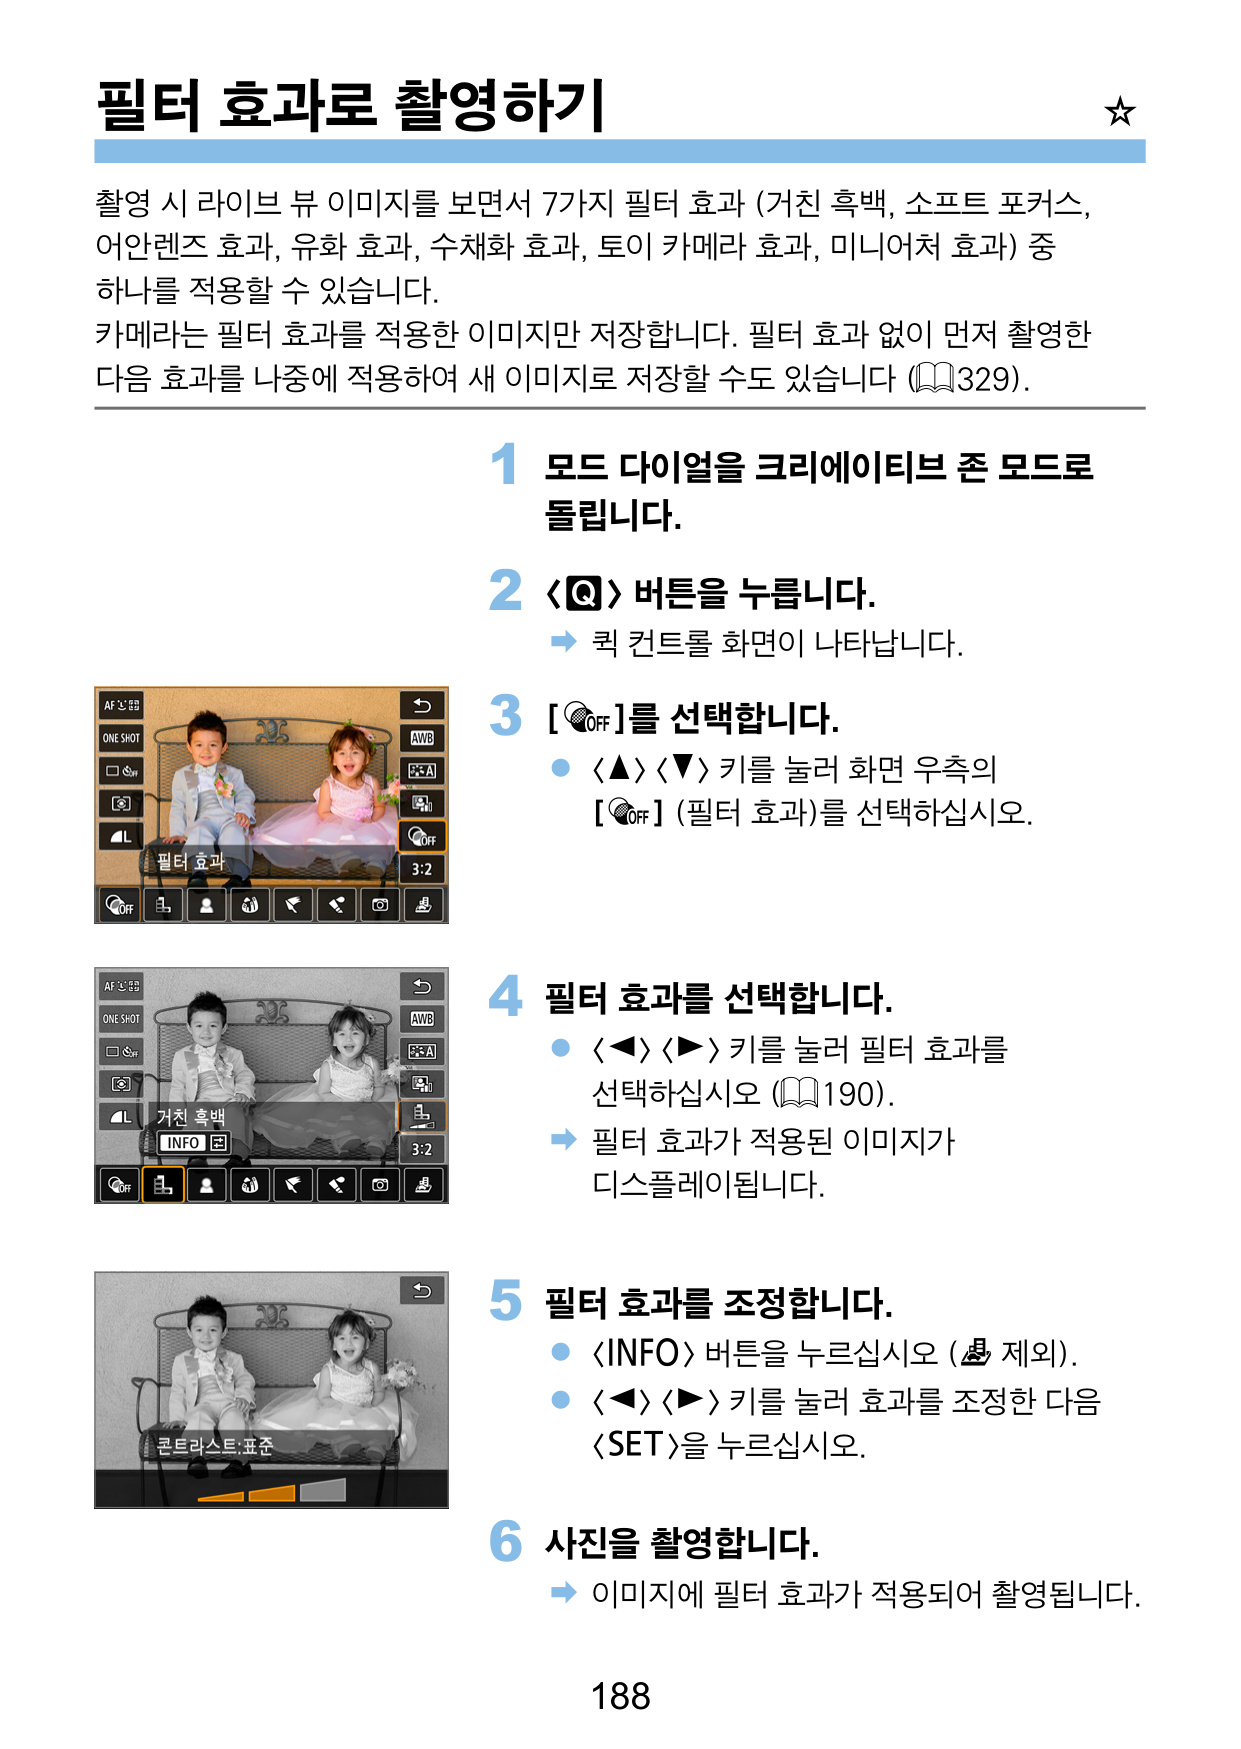 필터 효과로 촬영하기 ☆
촬영 시 라이브 뷰 이미지를 보면서 7가지 필터 효과 (거친 흑백, 소프트 포커스,
어안렌즈 효과, 유화 효과, 수채화 효과, 토이 카메라 효과, 미니어처 효과) 중
하나를 적용할 수 있습니다.
카메라는 필터 효과를 적용한 이미지만 저장합니다. 필터 효과 없이 먼저 촬영한
다음 효과를 나중에 적용하여 새 이미지로 저장할 수도 있습니다 (329).
1 모드 다이얼을 크리에이티브 존 모드로
돌립니다.
2 〈Q〉 버튼을 누릅니다.
➡ 퀵 컨트롤 화면이 나타납니다.
AF
ONE SHOT
AWB
OFF
A
L
OFF
필터 효과
3:2
OFF
3 [OFF]를 선택합니다.
● 〈▲〉〈▼〉 키를 눌러 화면 우측의
[OFF] (필터 효과)를 선택하십시오.
AF
ONE SHOT
AWB
OFF
A
L
거친 흑백
INFO
3:2
OFF
4 필터 효과를 선택합니다.
● 〈◀〉〈▶〉 키를 눌러 필터 효과를
선택하십시오 (190).
➡ 필터 효과가 적용된 이미지가
디스플레이됩니다.
콘트라스트:표준
5 필터 효과를 조정합니다.
● 〈INFO〉 버튼을 누르십시오 ( 제외).
● 〈◀〉〈▶〉 키를 눌러 효과를 조정한 다음
〈SET〉을 누르십시오.
6 사진을 촬영합니다.
➡ 이미지에 필터 효과가 적용되어 촬영됩니다.
188